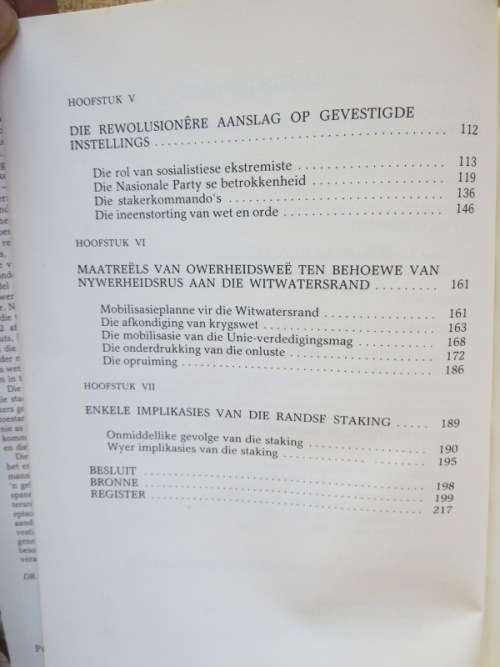 HOOFSTUK V
DIE REWOLUSIONÊRE AANSLAG OP GEVESTIGDE
INSTELLINGS 112
Die rol van sosialistiese ekstremiste 113
Die Nasionale Party se betrokkenheid 119
Die stakerkommando's 136
Die ineenstorting van wet en orde 146
HOOFSTUK VI
MAATREËLS VAN OWERHEIDSWEË TEN BEHOEWE VAN
NYWERHEIDSRUS AAN DIE WITWATERSRAND 161
Mobilisasieplanne vir die Witwatersrand 161
Die afkondiging van krygswet 163
Die mobilisasie van die Unie-verdedigingsmag 168
Die onderdrukking van die onluste 172
Die opruiming 186
HOOFSTUK VII
ENKELE IMPLIKASIES VAN DIE RANDSE STAKING 189
Onmiddellike gevolge van die staking 190
Wyer implikasies van die staking 195
BESLUIT 198
BRONNE 199
REGISTER 217